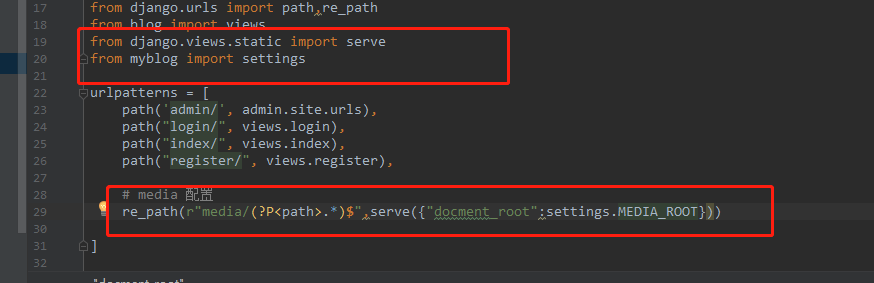 17 from django.urls import path,re_path
18 from blog import views
19 from django.views.static import serve
20 from myblog import settings
21
22 urlpatterns = [
23 path('admin/', admin.site.urls),
24 path("login/", views.login),
25 path("index/", views.index),
26 path("register/", views.register),
27
28 # media 配置
29 re_path(r"media/(?P<path>.*)$",serve({"docment_root":settings.MEDIA_ROOT}))
30
31 ]
32
"docment_root"